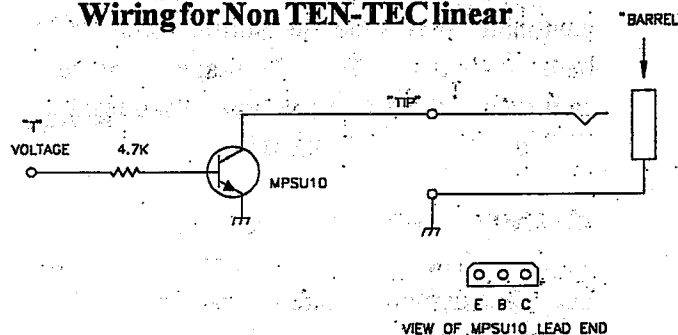 Wiring for Non TEN-TEC linear
"BARREL"
"TIP"
"T"
VOLTAGE
4.7K
MPSU10
E B C
VIEW OF MPSU10 LEAD END